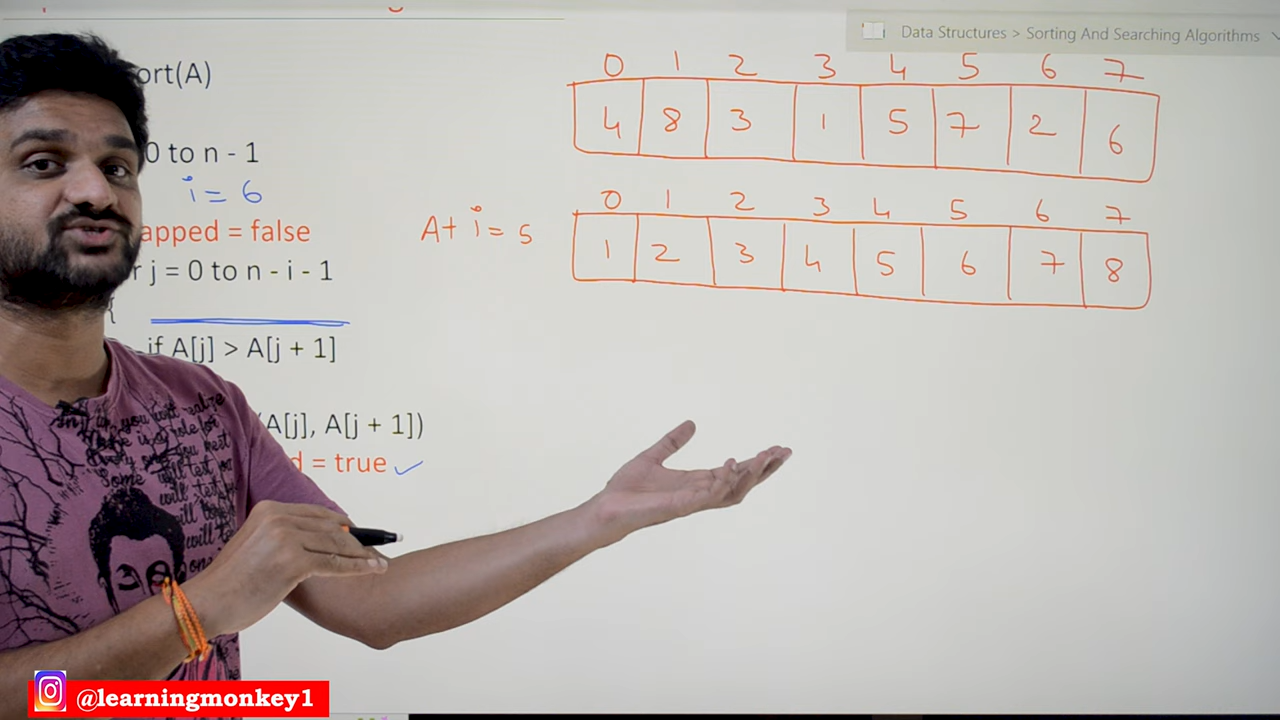 Data Structures > Sorting And Searching Algorithms
ort(A)
0 to n - 1
i = 6
apped = false
r j = 0 to n - i - 1
{
if A[j] > A[j + 1]
(A[j], A[j + 1])
d = true ✓
0 1 2 3 4 5 6 7
4 8 3 1 5 7 2 6
0 1 2 3 4 5 6 7
At i = 5
1 2 3 4 5 6 7 8
@learningmonkey1